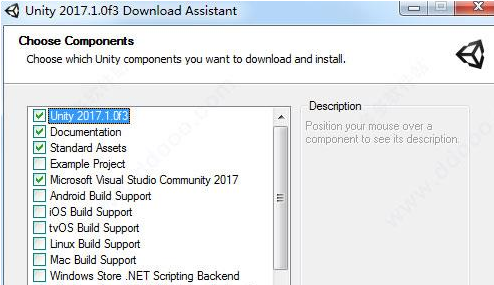 Unity 2017.1.0f3 Download Assistant
Choose Components
Choose which Unity components you want to download and install.
Unity 2017.1.0f3
Documentation
Standard Assets
Example Project
Microsoft Visual Studio Community 2017
Android Build Support
iOS Build Support
tvOS Build Support
Linux Build Support
Mac Build Support
Windows Store .NET Scripting Backend
Description
Position your mouse over a
component to see its description.